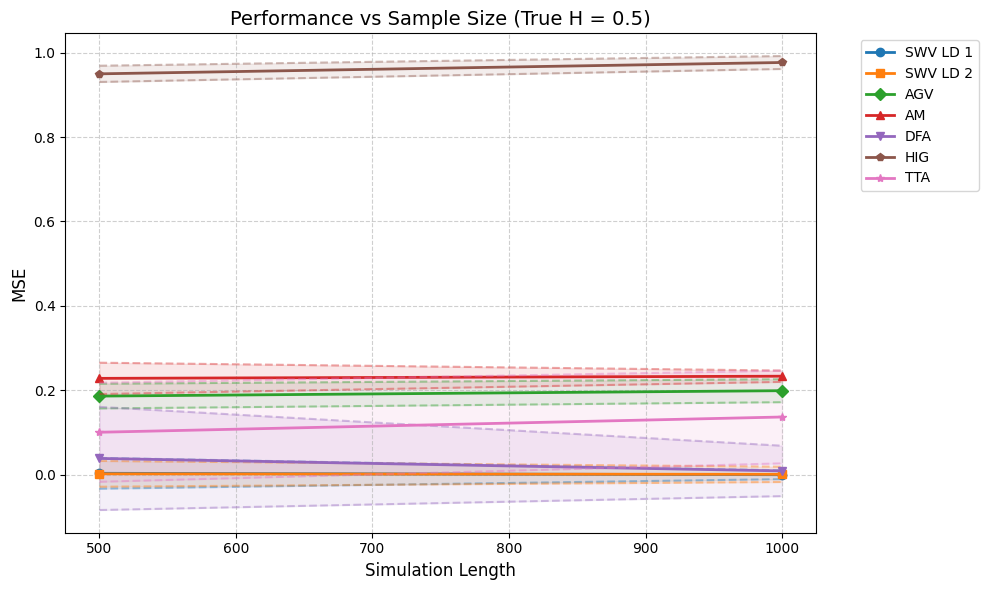 Performance vs Sample Size (True H = 0.5)
1.0
0.8
0.6
0.4
0.2
0.0
MSE
500
600
700
800
900
1000
Simulation Length
SWV LD 1
SWV LD 2
AGV
AM
DFA
HIG
TTA